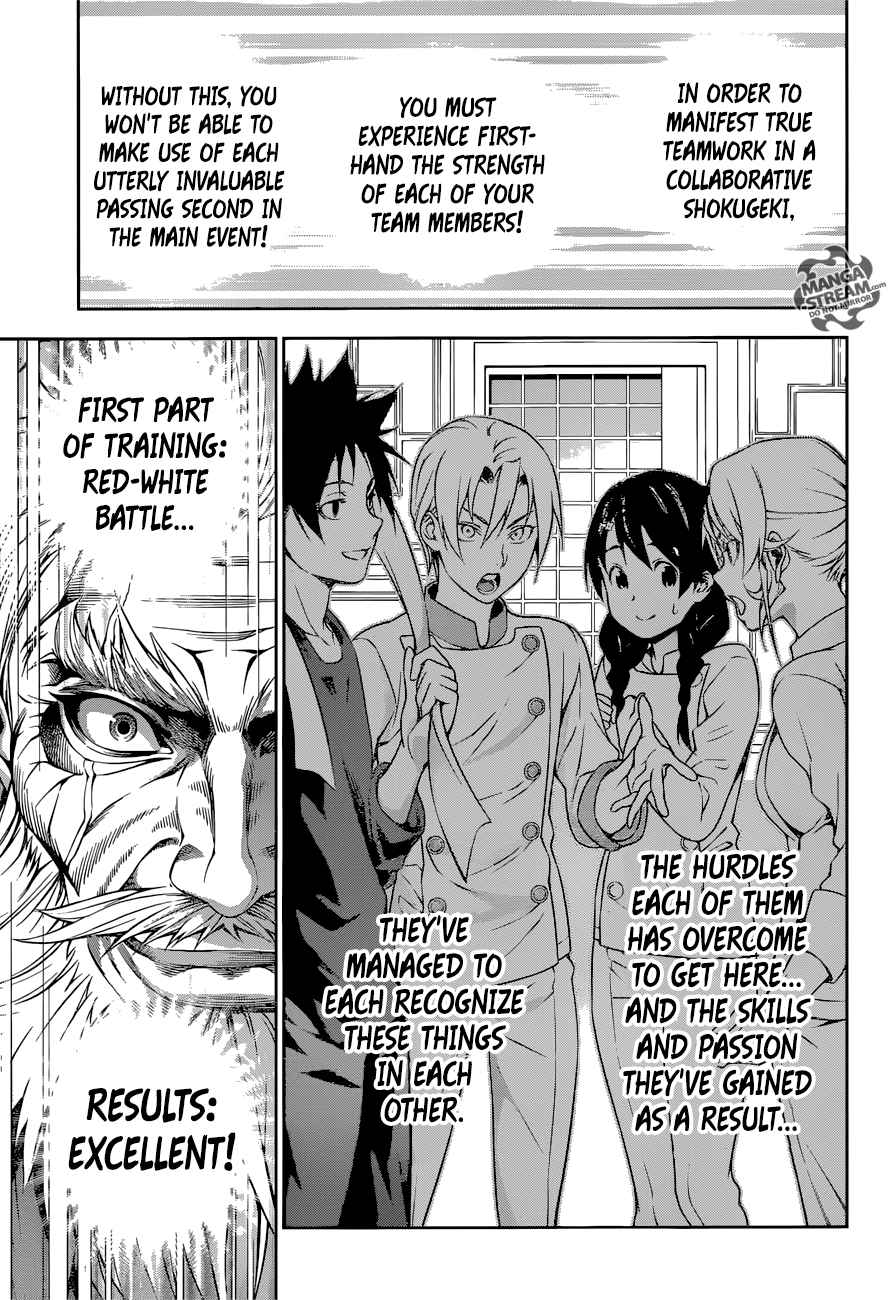 IN ORDER TO
MANIFEST TRUE
TEAMWORK IN A
COLLABORATIVE
SHOKUGEKI,
YOU MUST
EXPERIENCE FIRST-
HAND THE STRENGTH
OF EACH OF YOUR
TEAM MEMBERS!
WITHOUT THIS, YOU
WON'T BE ABLE TO
MAKE USE OF EACH
UTTERLY INVALUABLE
PASSING SECOND IN
THE MAIN EVENT!
MANGA
STREAM.com
DO NOT MIRROR
THE HURDLES
EACH OF THEM
HAS OVERCOME
TO GET HERE...
AND THE SKILLS
AND PASSION
THEY'VE GAINED
AS A RESULT...
THEY'VE
MANAGED TO
EACH RECOGNIZE
THESE THINGS
IN EACH
OTHER.
FIRST PART
OF TRAINING:
RED-WHITE
BATTLE...
RESULTS:
EXCELLENT!